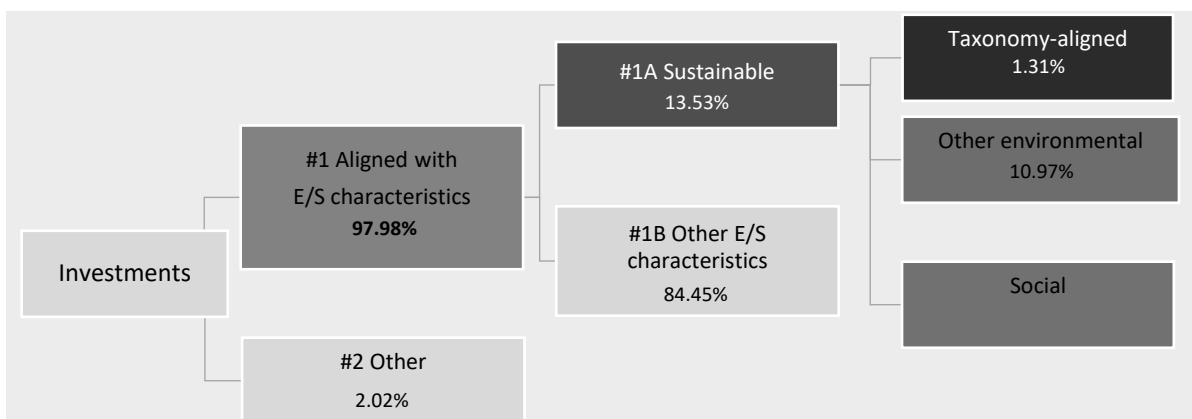 Investments
#1 Aligned with
E/S characteristics
97.98%
#2 Other
2.02%
#1A Sustainable
13.53%
#1B Other E/S
characteristics
84.45%
Taxonomy-aligned
1.31%
Other environmental
10.97%
Social